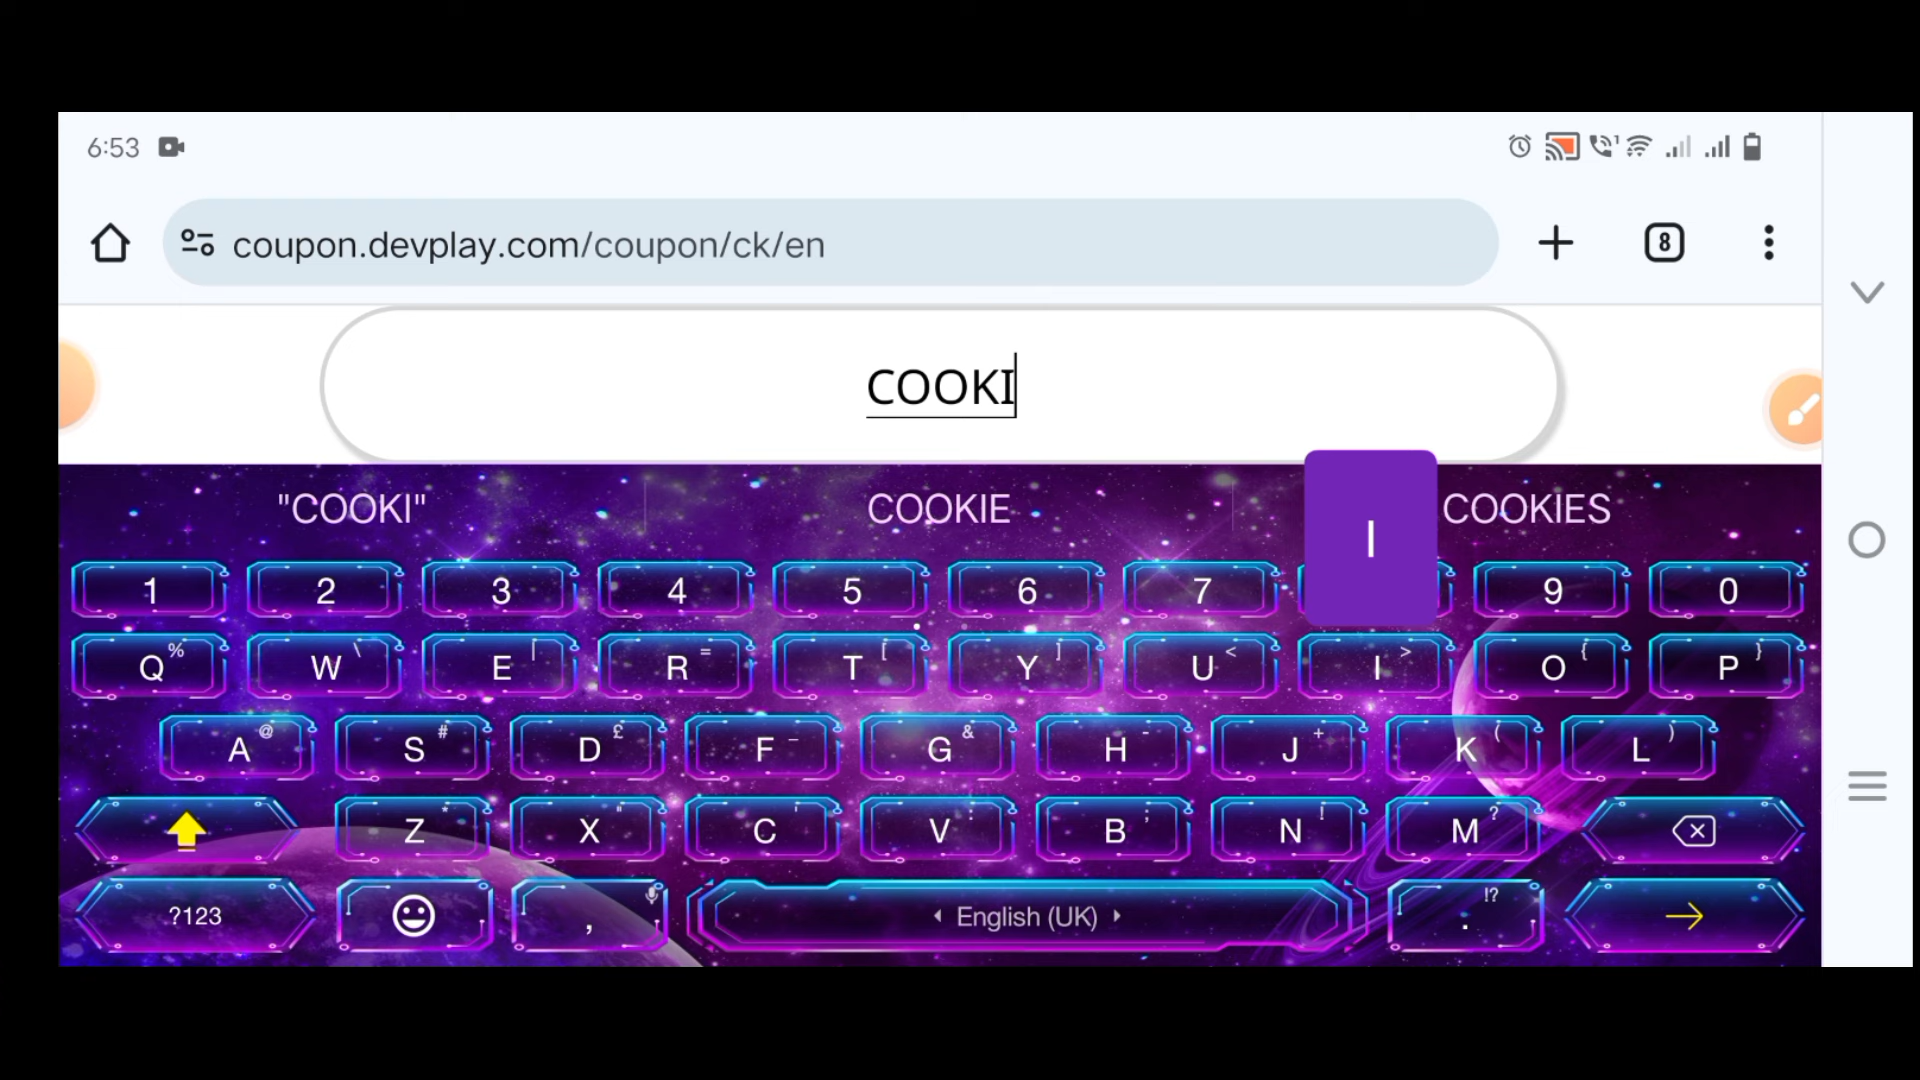 6:53
coupon.devplay.com/coupon/ck/en
8
COOKI
"COOKI" COOKIE COOKIES
I
1 2 3 4 5 6 7 9 0
Q % W \ E | R = T [ Y ] U < I > O { P }
A @ S # D £ F _ G & H - J + K ( L )
Z * X " C ' V : B ; N ! M ?
?123 , English (UK) . !?